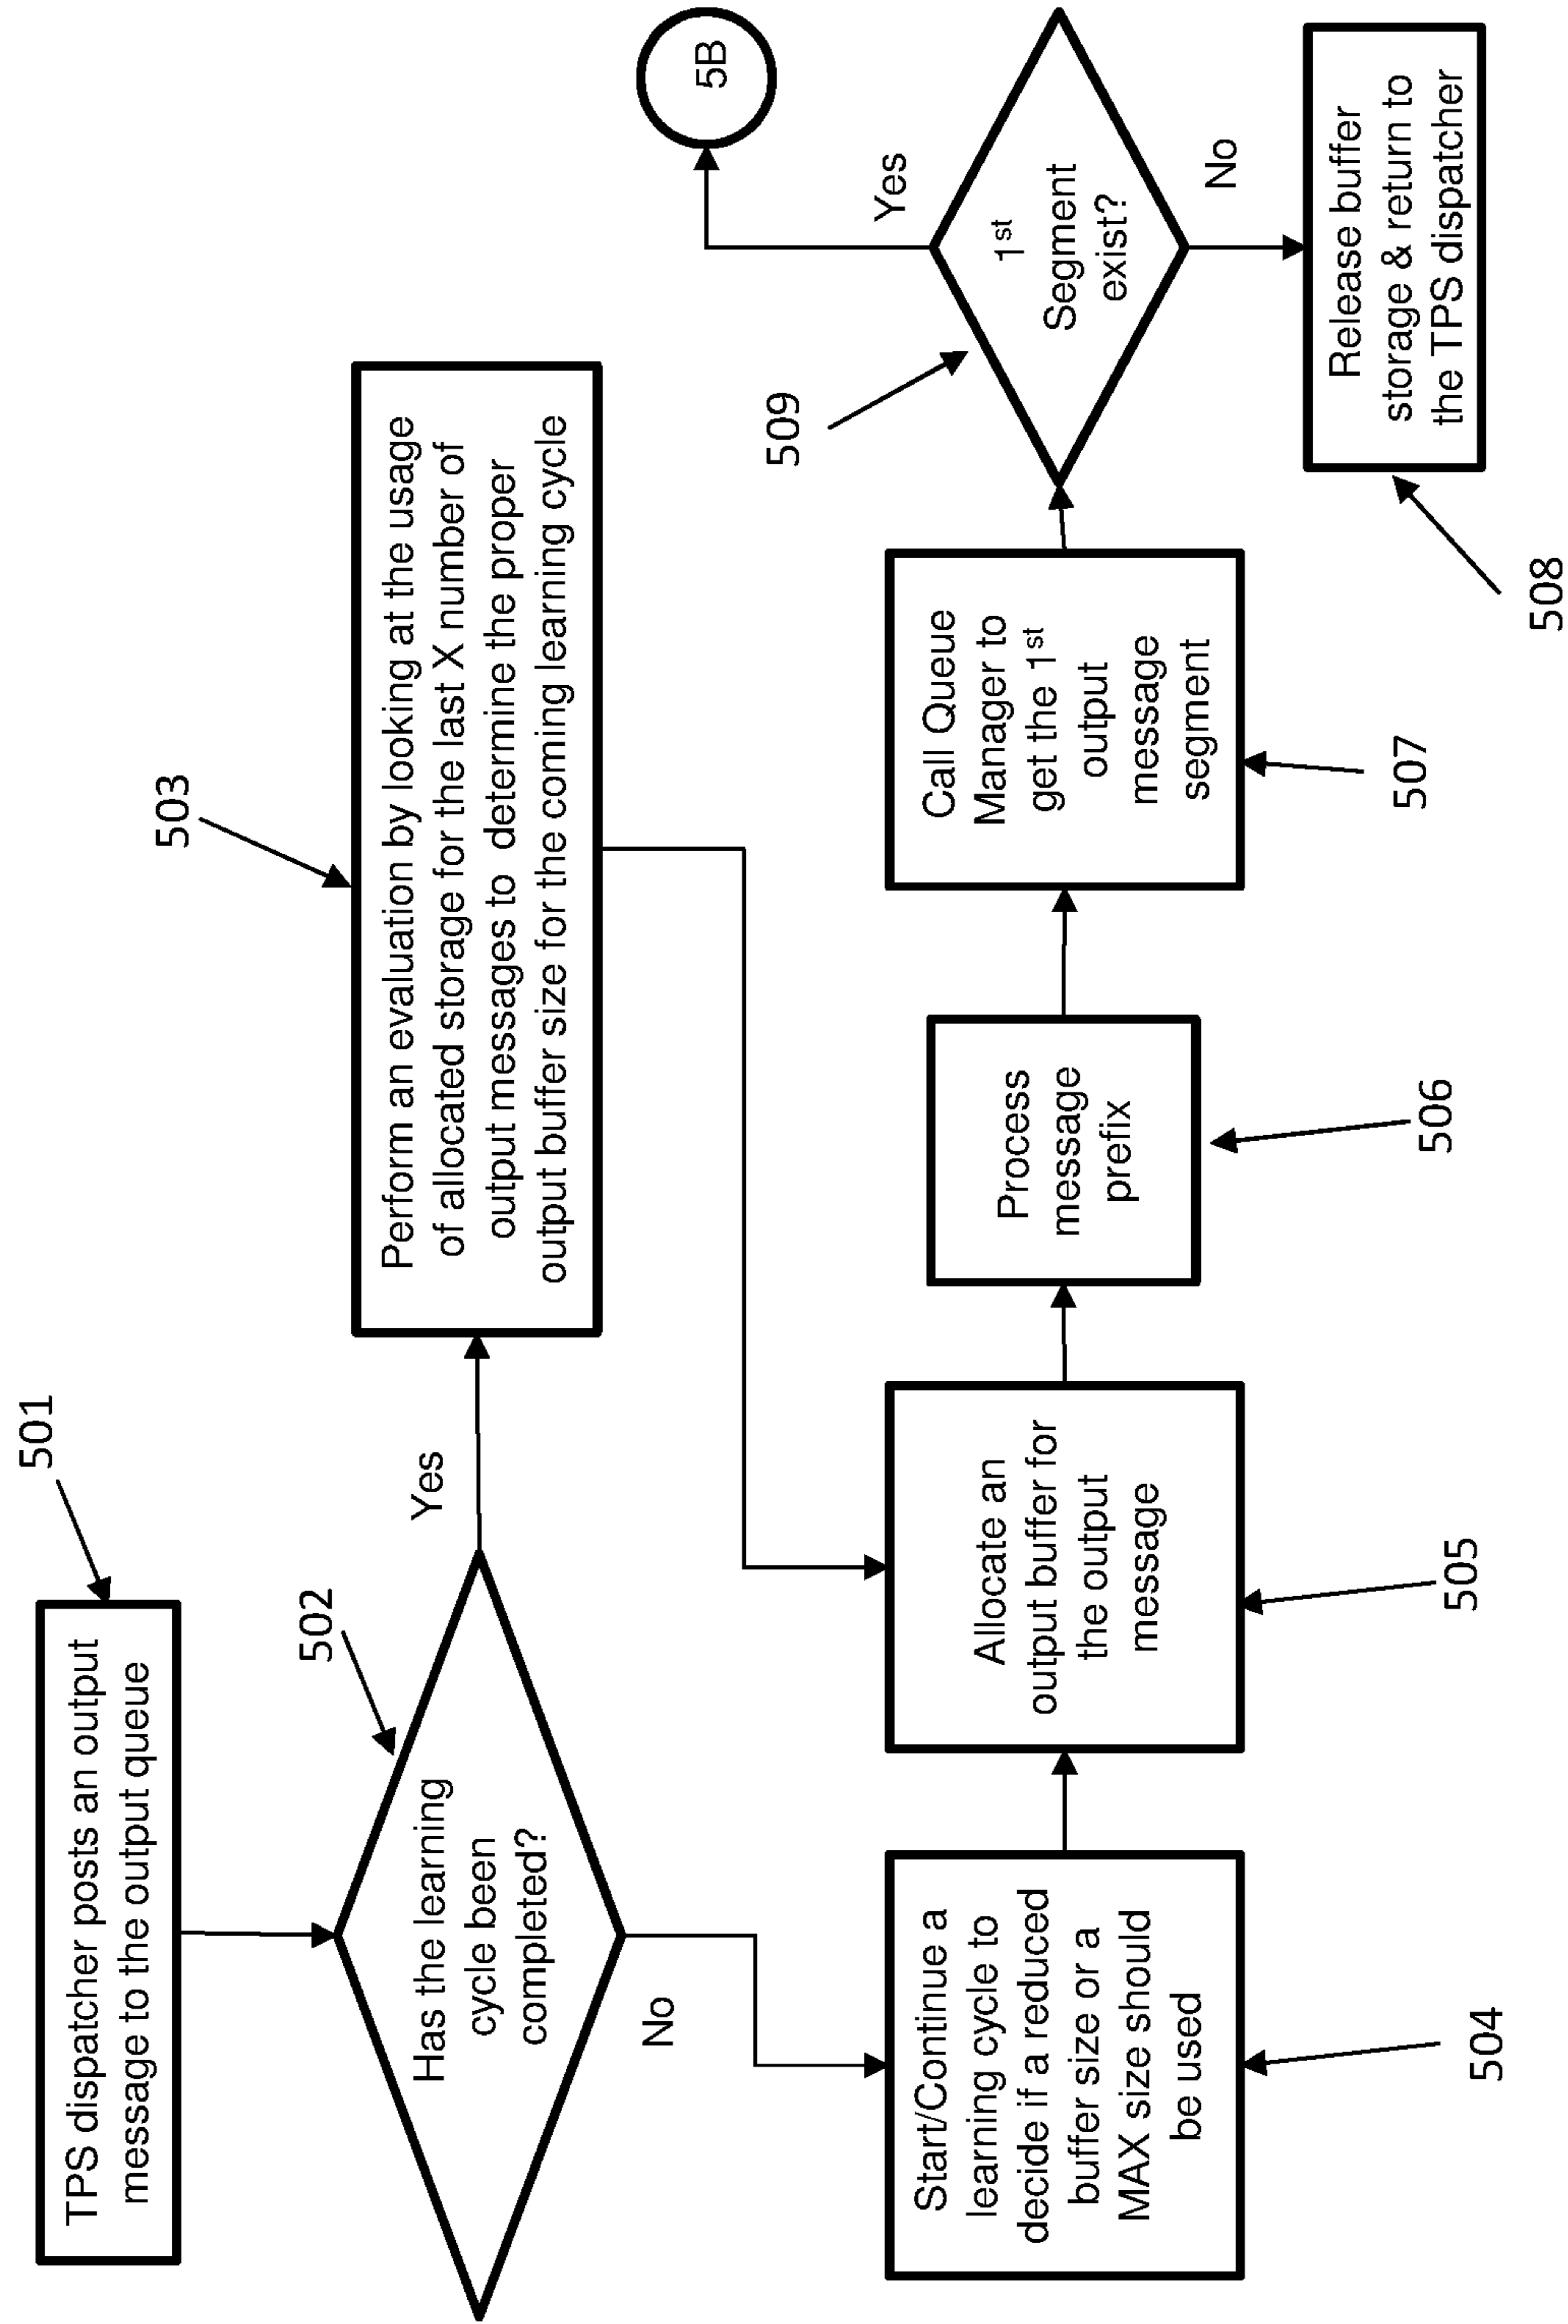 501
TPS dispatcher posts an output
message to the output queue
502
Has the learning
cycle been
completed?
Yes
No
503
Perform an evaluation by looking at the usage
of allocated storage for the last X number of
output messages to determine the proper
output buffer size for the coming learning cycle
Start/Continue a
learning cycle to
decide if a reduced
buffer size or a
MAX size should
be used
504
Allocate an
output buffer for
the output
message
505
Process
message
prefix
506
Call Queue
Manager to
get the 1st
output
message
segment
507
509
1st
Segment
exist?
Yes
5B
No
Release buffer
storage & return to
the TPS dispatcher
508